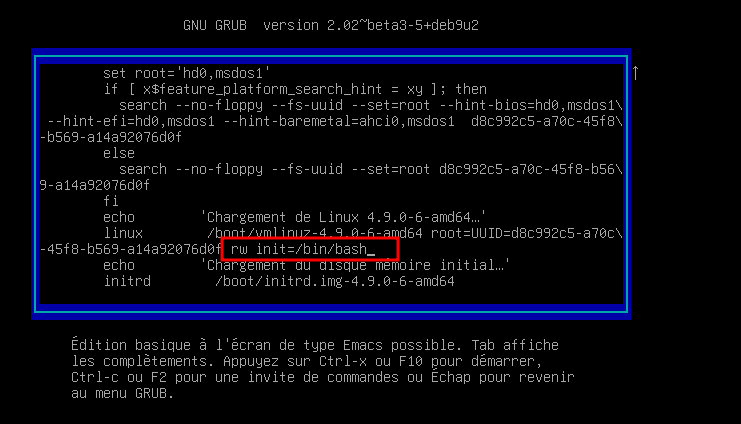 GNU GRUB  version 2.02~beta3-5+deb9u2
set root='hd0,msdos1'
if [ x$feature_platform_search_hint = xy ]; then
search --no-floppy --fs-uuid --set=root --hint-bios=hd0,msdos1\
--hint-efi=hd0,msdos1 --hint-baremetal=ahci0,msdos1  d8c992c5-a70c-45f8\
-b569-a14a92076d0f
else
search --no-floppy --fs-uuid --set=root d8c992c5-a70c-45f8-b56\
9-a14a92076d0f
fi
echo        'Chargement de Linux 4.9.0-6-amd64…'
linux        /boot/vmlinuz-4.9.0-6-amd64 root=UUID=d8c992c5-a70c\
-45f8-b569-a14a92076d0f rw init=/bin/bash_
echo        'Chargement du disque mémoire initial…'
initrd        /boot/initrd.img-4.9.0-6-amd64
Édition basique à l'écran de type Emacs possible. Tab affiche
les complètements. Appuyez sur Ctrl-x ou F10 pour démarrer,
Ctrl-c ou F2 pour une invite de commandes ou Échap pour revenir
au menu GRUB.